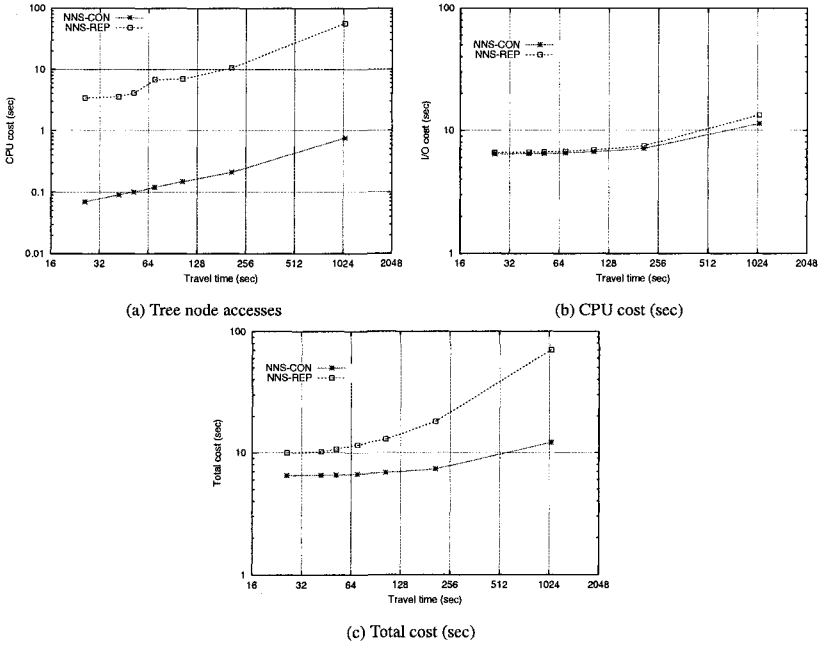 100
10
1
0.1
0.01
CPU cost (sec)
NNS-CON
NNS-REP
16 32 64 128 256 512 1024 2048
Travel time (sec)
(a) Tree node accesses
100
10
1
I/O cost (sec)
NNS-CON
NNS-REP
16 32 64 128 256 512 1024 2048
Travel time (sec)
(b) CPU cost (sec)
100
10
1
Total cost (sec)
NNS-CON
NNS-REP
16 32 64 128 256 512 1024 2048
Travel time (sec)
(c) Total cost (sec)